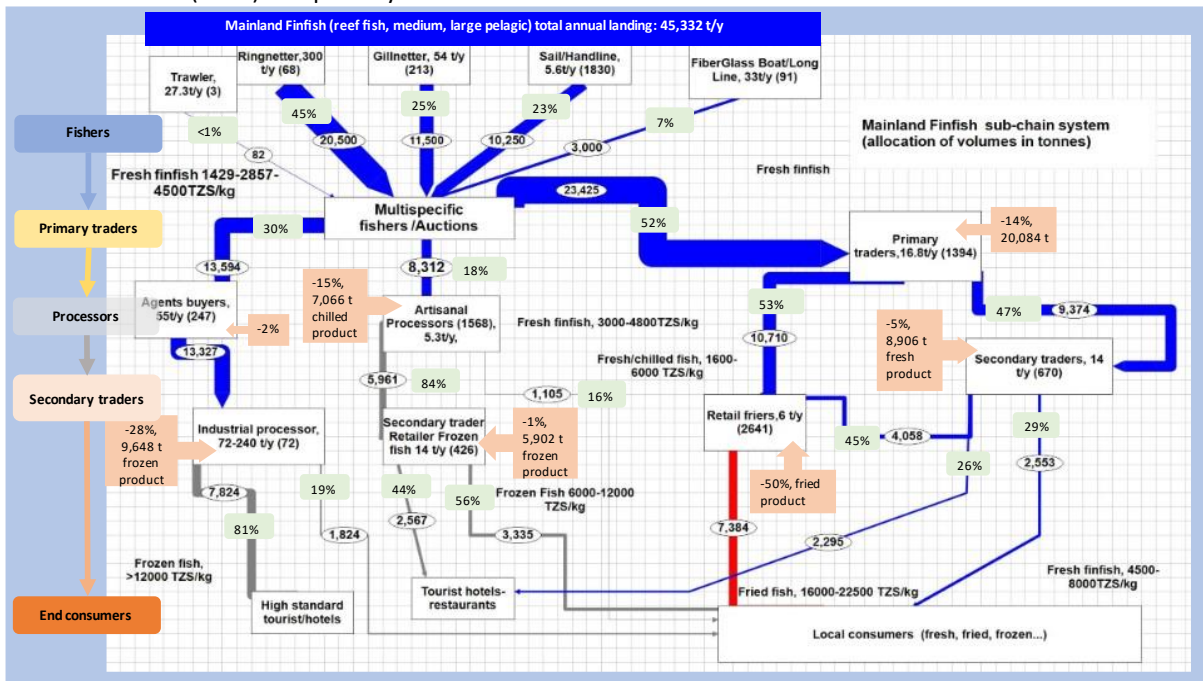 Mainland Finfish (reef fish, medium, large pelagic) total annual landing: 45,332 t/y
Trawler,
27.3t/y (3)
Ringnetter,300
t/y (68)
Gillnetter, 54 t/y
(213)
Sail/Handline,
5.6t/y (1830)
FiberGlass Boat/Long
Line, 33t/y (91)
<1%
45%
25%
23%
7%
82
20,500
11,500
10,250
3,000
Fishers
Primary traders
Processors
Secondary traders
End consumers
Mainland Finfish sub-chain system
(allocation of volumes in tonnes)
Fresh finfish 1429-2857-
4500TZS/kg
Fresh finfish
23,425
52%
Multispecific
fishers /Auctions
30%
13,594
8,312
18%
Primary
traders,16.8t/y (1394)
-14%,
20,084 t
Agents buyers,
55t/y (247)
-2%
13,327
-15%,
7,066 t
chilled
product
Artisanal
Processors (1568),
5.3t/y,
Fresh finfish, 3000-4800TZS/kg
53%
10,710
47%
9,374
-5%,
8,906 t
fresh
product
Secondary traders, 14
t/y (670)
Fresh/chilled fish, 1600-
6000 TZS/kg
5,961
84%
1,105
16%
-28%,
9,648 t
frozen
product
Industrial processor,
72-240 t/y (72)
Secondary trader
Retailer Frozen
fish 14 t/y (426)
-1%,
5,902 t
frozen
product
Retail friers,6 t/y
(2641)
45%
4,058
29%
2,553
26%
-50%, fried
product
7,824
19%
44%
56%
Frozen Fish 6000-12000
TZS/kg
81%
1,824
2,567
3,335
7,384
2,295
Frozen fish,
>12000 TZS/kg
Fresh finfish, 4500-
8000TZS/kg
High standard
tourist/hotels
Tourist hotels-
restaurants
Fried fish, 16000-22500 TZS/kg
Local consumers (fresh, fried, frozen...)